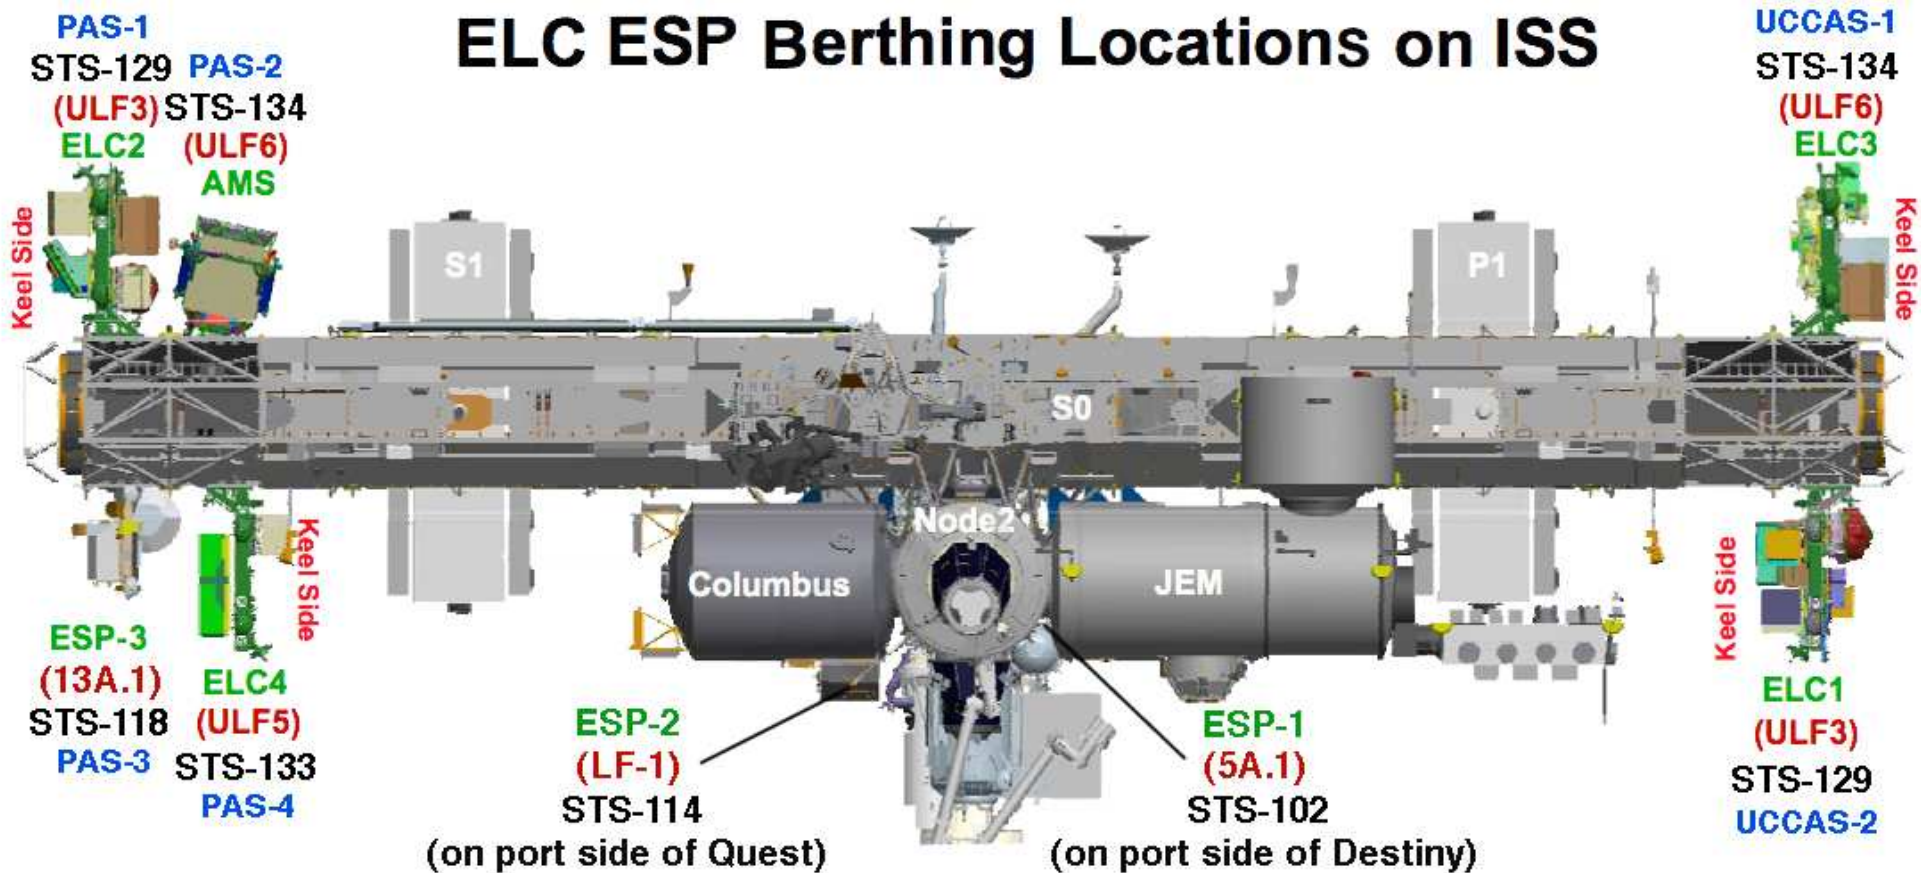 ELC ESP Berthing Locations on ISS
PAS-1
STS-129
(ULF3)
ELC2
PAS-2
STS-134
(ULF6)
AMS
UCCAS-1
STS-134
(ULF6)
ELC3
Keel Side
Keel Side
S1
P1
S0
Node2
Columbus
JEM
Keel Side
Keel Side
ESP-3
(13A.1)
STS-118
PAS-3
ELC4
(ULF5)
STS-133
PAS-4
ESP-2
(LF-1)
STS-114
(on port side of Quest)
ESP-1
(5A.1)
STS-102
(on port side of Destiny)
ELC1
(ULF3)
STS-129
UCCAS-2